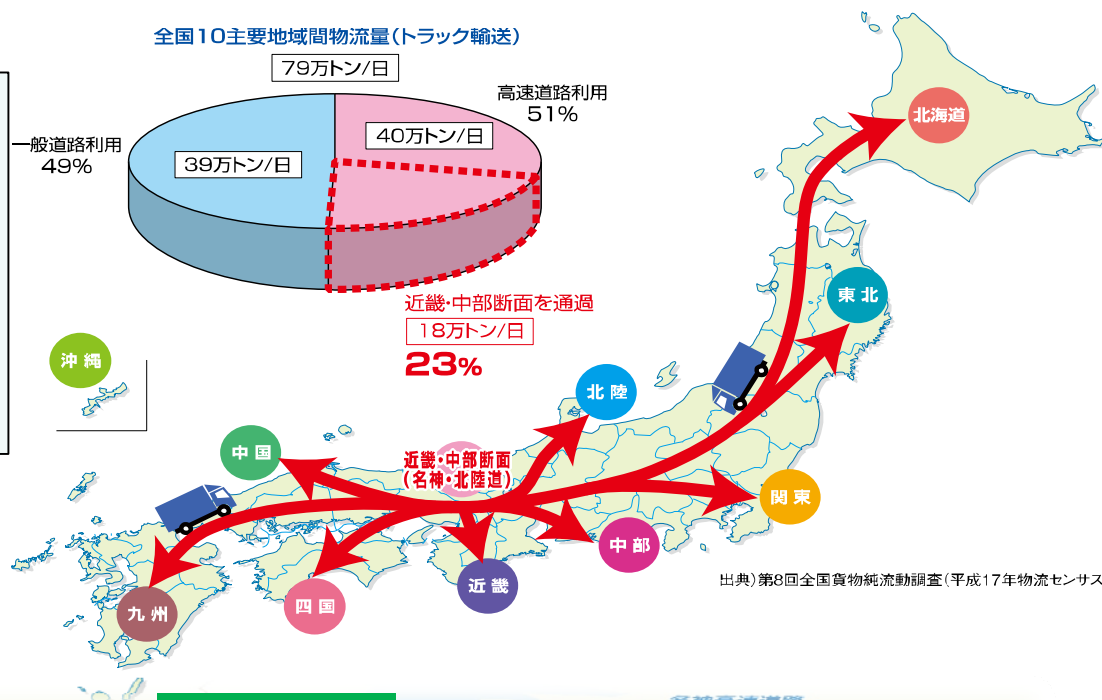 全国10主要地域間物流量(トラック輸送)
79万トン/日
高速道路利用
51%
40万トン/日
一般道路利用
49%
39万トン/日
近畿・中部断面を通過
18万トン/日
23%
北海道
東北
沖縄
北陸
中国
近畿・中部断面
(名神・北陸道)
関東
中部
近畿
四国
九州
出典)第8回全国貨物純流動調査(平成17年物流センサス